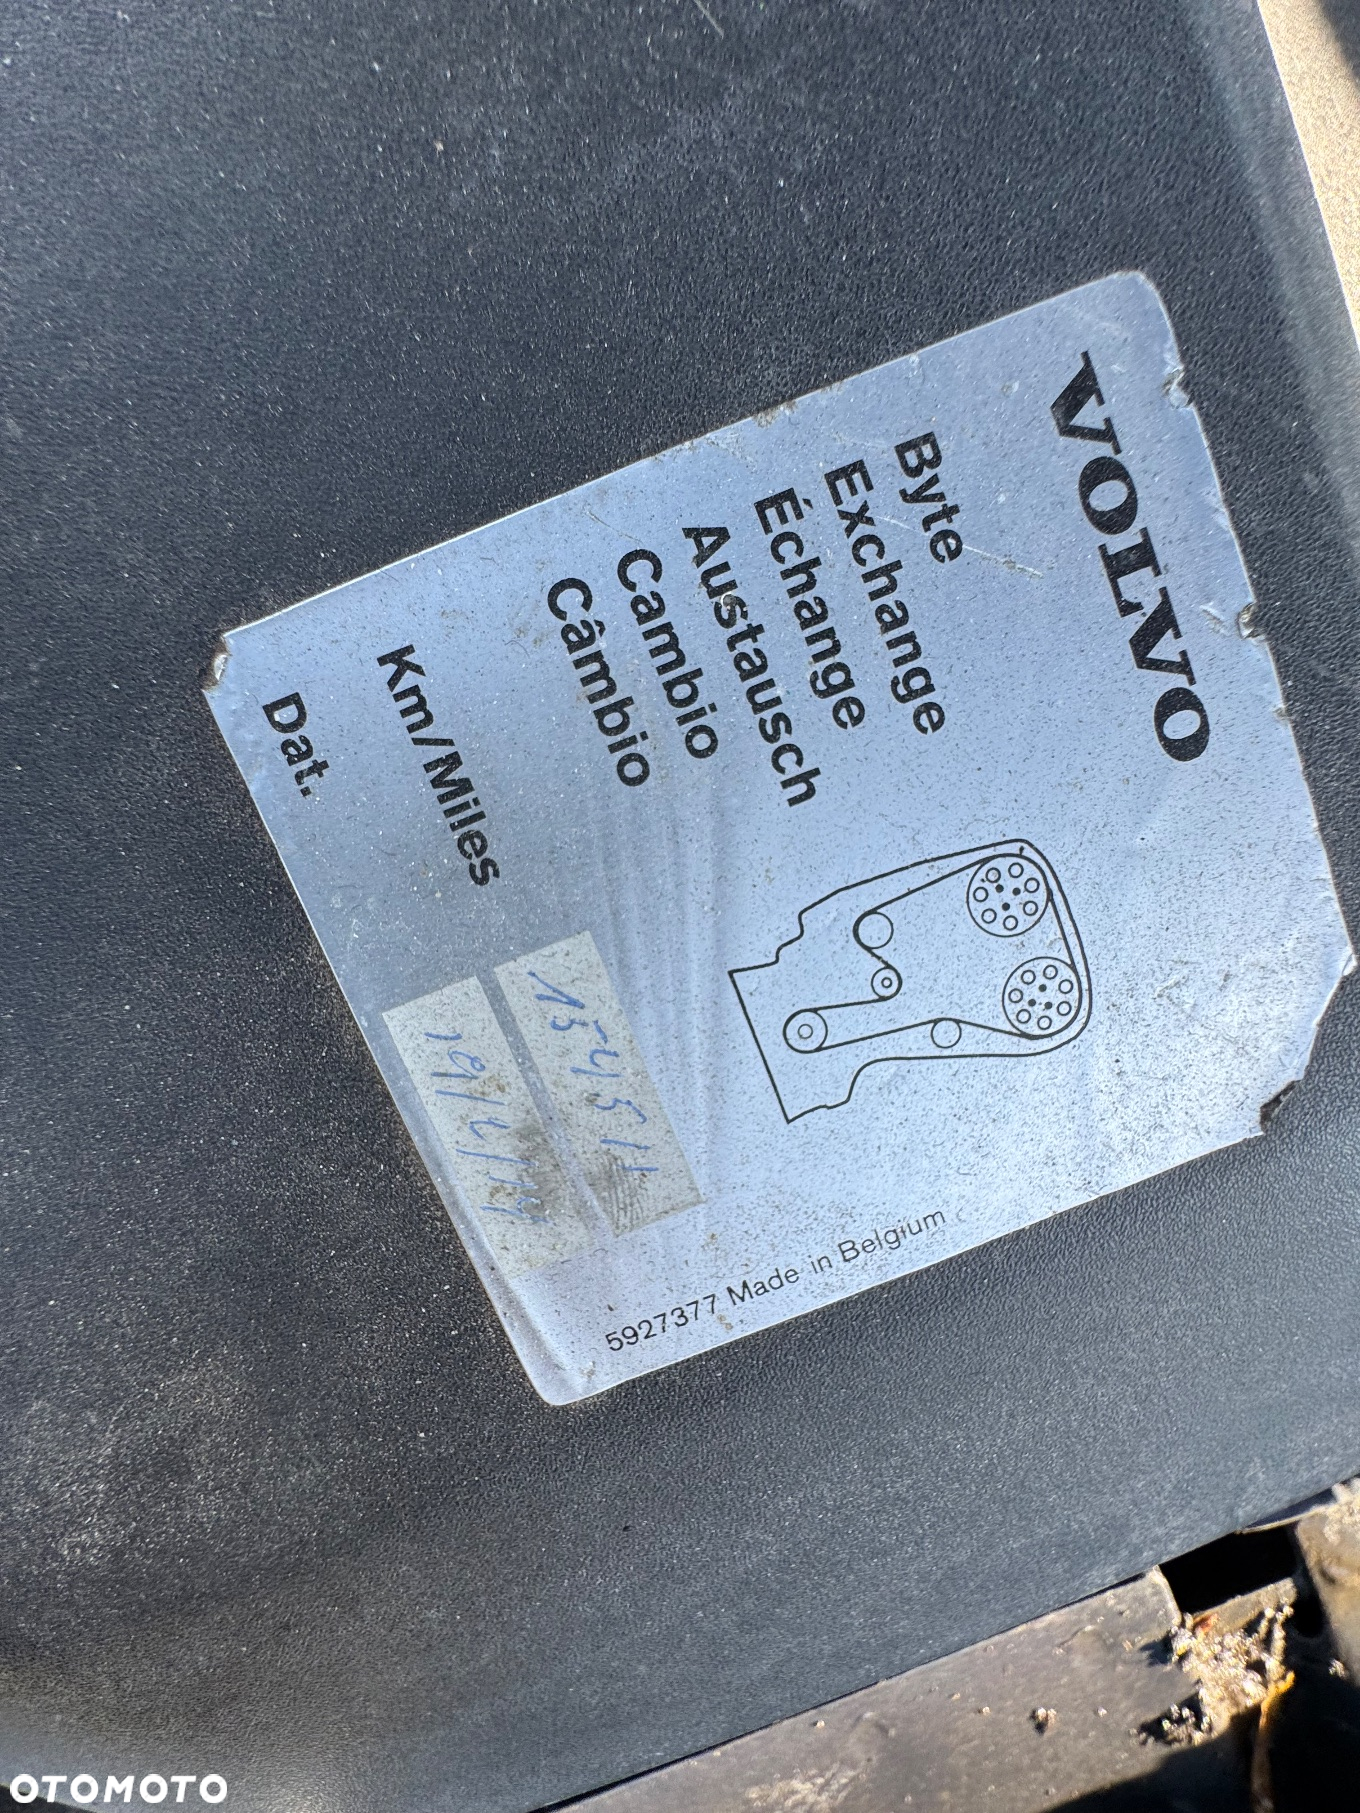 VOLVO
Byte
Exchange
Échange
Austausch
Cambio
Câmbio
Km/Miles
Dat.
5927377 Made in Belgium
OTOMOTO